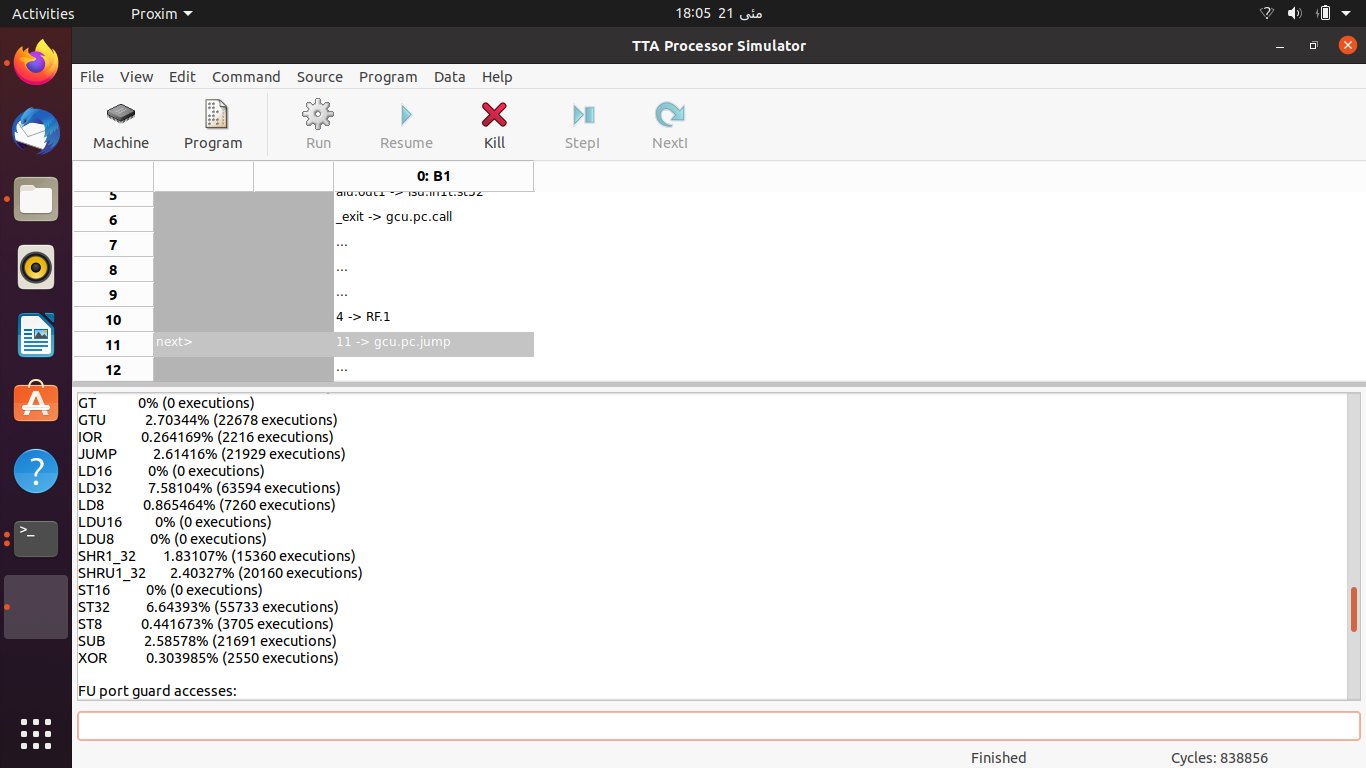 Activities Proxim 18:05 21 مئی
TTA Processor Simulator
File View Edit Command Source Program Data Help
Machine Program Run Resume Kill StepI NextI
0: B1
5 alu.out1 -> lsu.in1t.st32
6 _exit -> gcu.pc.call
7 ...
8 ...
9 ...
10 4 -> RF.1
11 next> 11 -> gcu.pc.jump
12 ...
GT 0% (0 executions)
GTU 2.70344% (22678 executions)
IOR 0.264169% (2216 executions)
JUMP 2.61416% (21929 executions)
LD16 0% (0 executions)
LD32 7.58104% (63594 executions)
LD8 0.865464% (7260 executions)
LDU16 0% (0 executions)
LDU8 0% (0 executions)
SHR1_32 1.83107% (15360 executions)
SHRU1_32 2.40327% (20160 executions)
ST16 0% (0 executions)
ST32 6.64393% (55733 executions)
ST8 0.441673% (3705 executions)
SUB 2.58578% (21691 executions)
XOR 0.303985% (2550 executions)
FU port guard accesses:
Finished Cycles: 838856